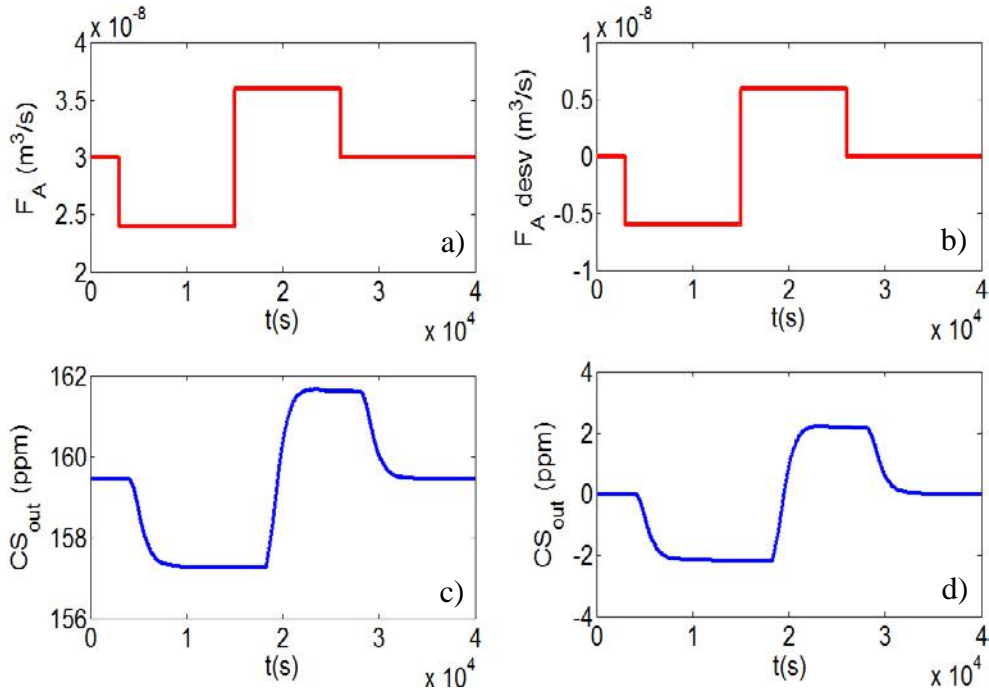 x 10^-8
4
3.5
3
2.5
2
F_A (m^3/s)
a)
0 1 2 3 4
t(s)
x 10^4
x 10^-8
1
0.5
0
-0.5
-1
F_A desv (m^3/s)
b)
0 1 2 3 4
t(s)
x 10^4
162
160
158
156
CS_out (ppm)
c)
0 1 2 3 4
t(s)
x 10^4
4
2
0
-2
-4
CS_out (ppm)
d)
0 1 2 3 4
t(s)
x 10^4